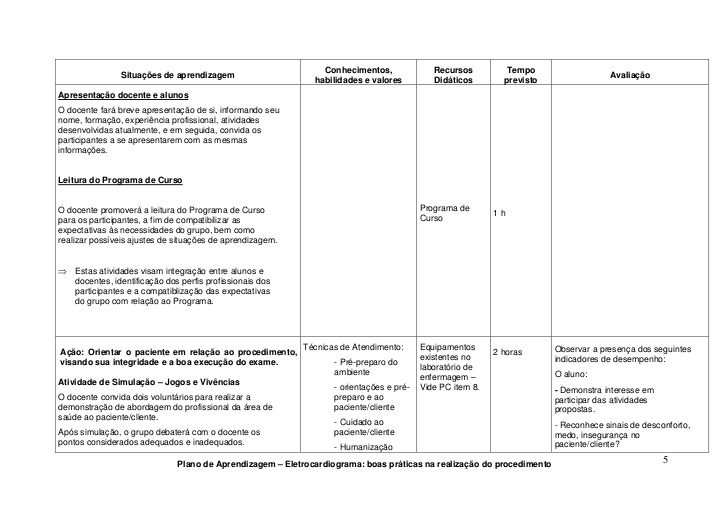 Situações de aprendizagem
Conhecimentos,
habilidades e valores
Recursos
Didáticos
Tempo
previsto
Avaliação
Apresentação docente e alunos
O docente fará breve apresentação de si, informando seu
nome, formação, experiência profissional, atividades
desenvolvidas atualmente, e em seguida, convida os
participantes a se apresentarem com as mesmas
informações.
Leitura do Programa de Curso
O docente promoverá a leitura do Programa de Curso
para os participantes, a fim de compatibilizar as
expectativas às necessidades do grupo, bem como
realizar possíveis ajustes de situações de aprendizagem.
⇒ Estas atividades visam integração entre alunos e
docentes, identificação dos perfis profissionais dos
participantes e a compatiblização das expectativas
do grupo com relação ao Programa.
Programa de
Curso
1 h
Ação: Orientar o paciente em relação ao procedimento,
visando sua integridade e a boa execução do exame.
Atividade de Simulação – Jogos e Vivências
O docente convida dois voluntários para realizar a
demonstração de abordagem do profissional da área de
saúde ao paciente/cliente.
Após simulação, o grupo debaterá com o docente os
pontos considerados adequados e inadequados.
Técnicas de Atendimento:
- Pré-preparo do
ambiente
- orientações e pré-
preparo e ao
paciente/cliente
- Cuidado ao
paciente/cliente
- Humanização
Equipamentos
existentes no
laboratório de
enfermagem –
Vide PC item 8.
2 horas
Observar a presença dos seguintes
indicadores de desempenho:
O aluno:
- Demonstra interesse em
participar das atividades
propostas.
- Reconhece sinais de desconforto,
medo, insegurança no
paciente/cliente?
Plano de Aprendizagem – Eletrocardiograma: boas práticas na realização do procedimento
5